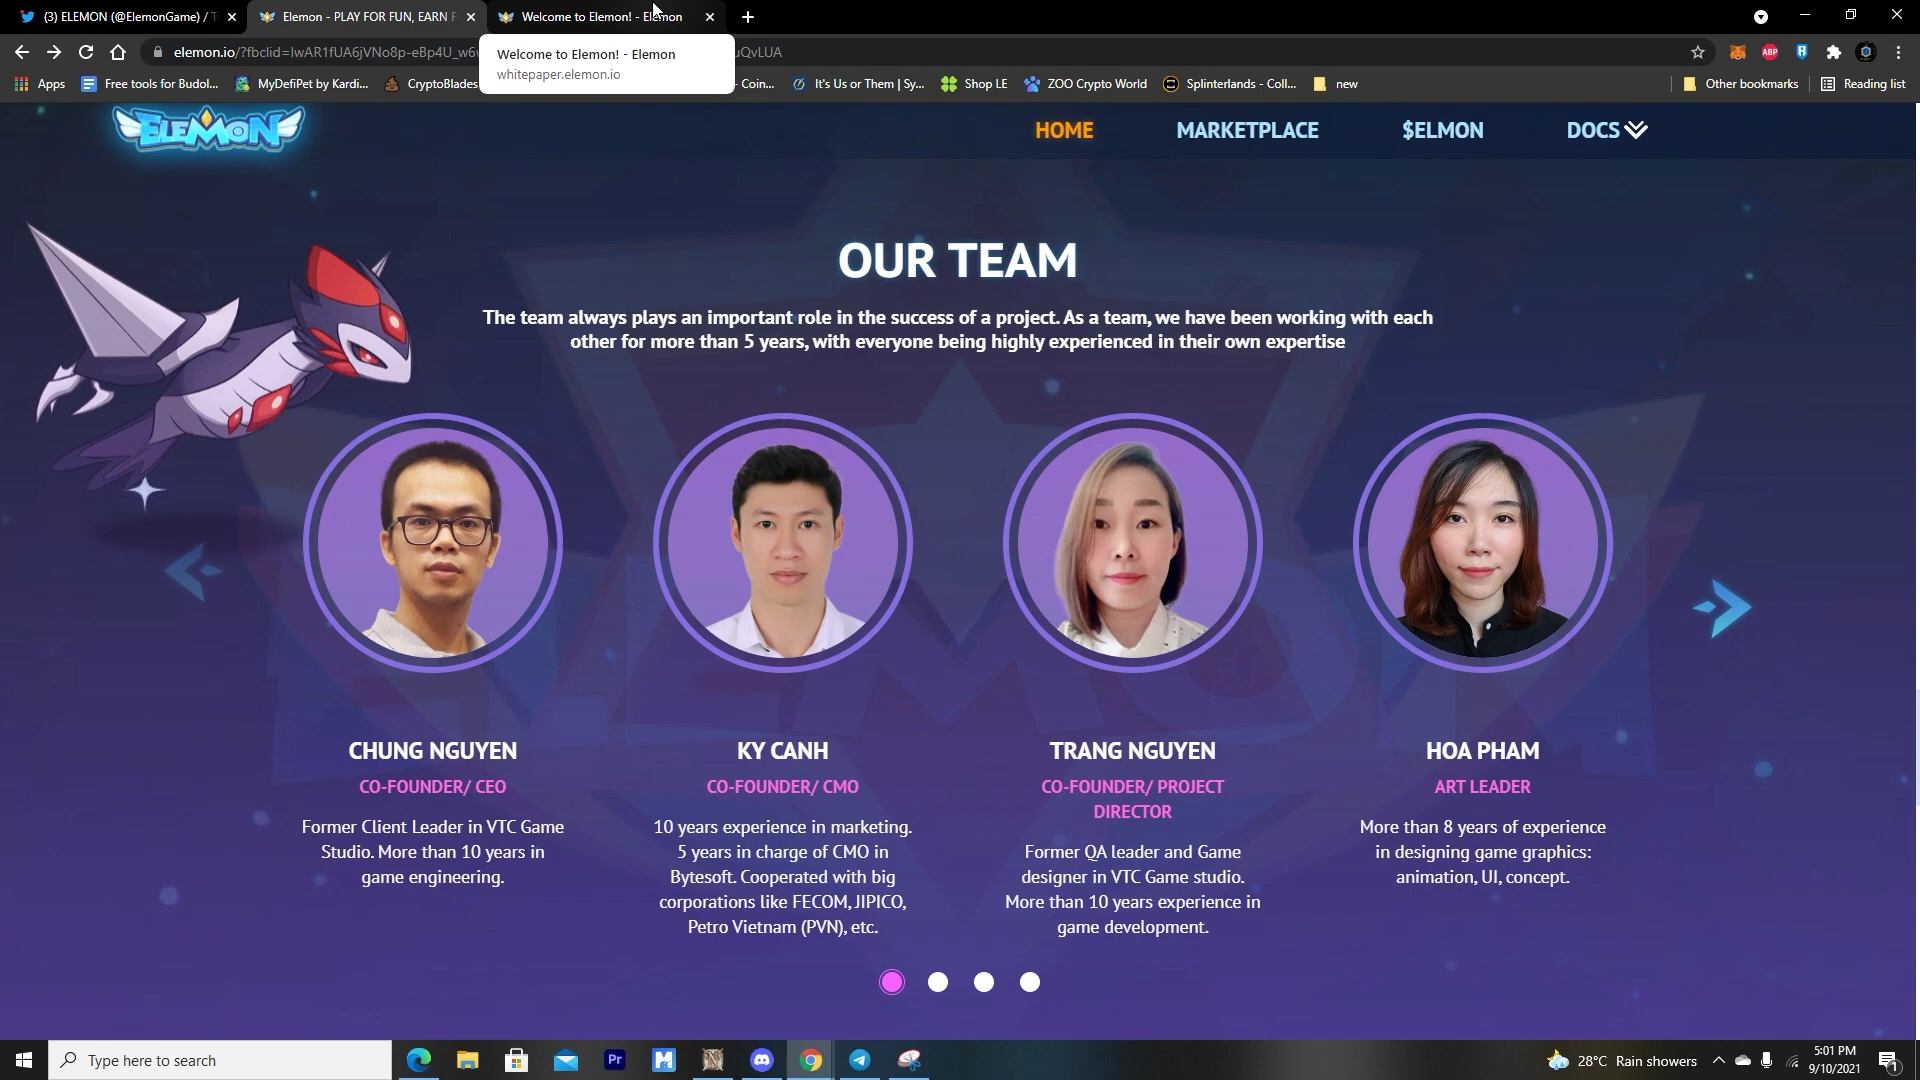 (3) ELEMON (@ElemonGame) /
Elemon - PLAY FOR FUN, EARN
Welcome to Elemon! - Elemon
elemon.io/?fbclid=IwAR1fUA6jVNo8p-eBp4U_w6
QvLUA
Welcome to Elemon! - Elemon
whitepaper.elemon.io
Apps
Free tools for Budol...
MyDefiPet by Kardi...
CryptoBlades
- Coin...
It's Us or Them | Sy...
Shop LE
ZOO Crypto World
Splinterlands - Coll...
new
Other bookmarks
Reading list
ABP
ELEMON
HOME
MARKETPLACE
$ELMON
DOCS
OUR TEAM
The team always plays an important role in the success of a project. As a team, we have been working with each
other for more than 5 years, with everyone being highly experienced in their own expertise
CHUNG NGUYEN
CO-FOUNDER/ CEO
Former Client Leader in VTC Game
Studio. More than 10 years in
game engineering.
KY CANH
CO-FOUNDER/ CMO
10 years experience in marketing.
5 years in charge of CMO in
Bytesoft. Cooperated with big
corporations like FECOM, JIPICO,
Petro Vietnam (PVN), etc.
TRANG NGUYEN
CO-FOUNDER/ PROJECT
DIRECTOR
Former QA leader and Game
designer in VTC Game studio.
More than 10 years experience in
game development.
HOA PHAM
ART LEADER
More than 8 years of experience
in designing game graphics:
animation, UI, concept.
Type here to search
Pr
28°C Rain showers
5:01 PM
9/10/2021
1